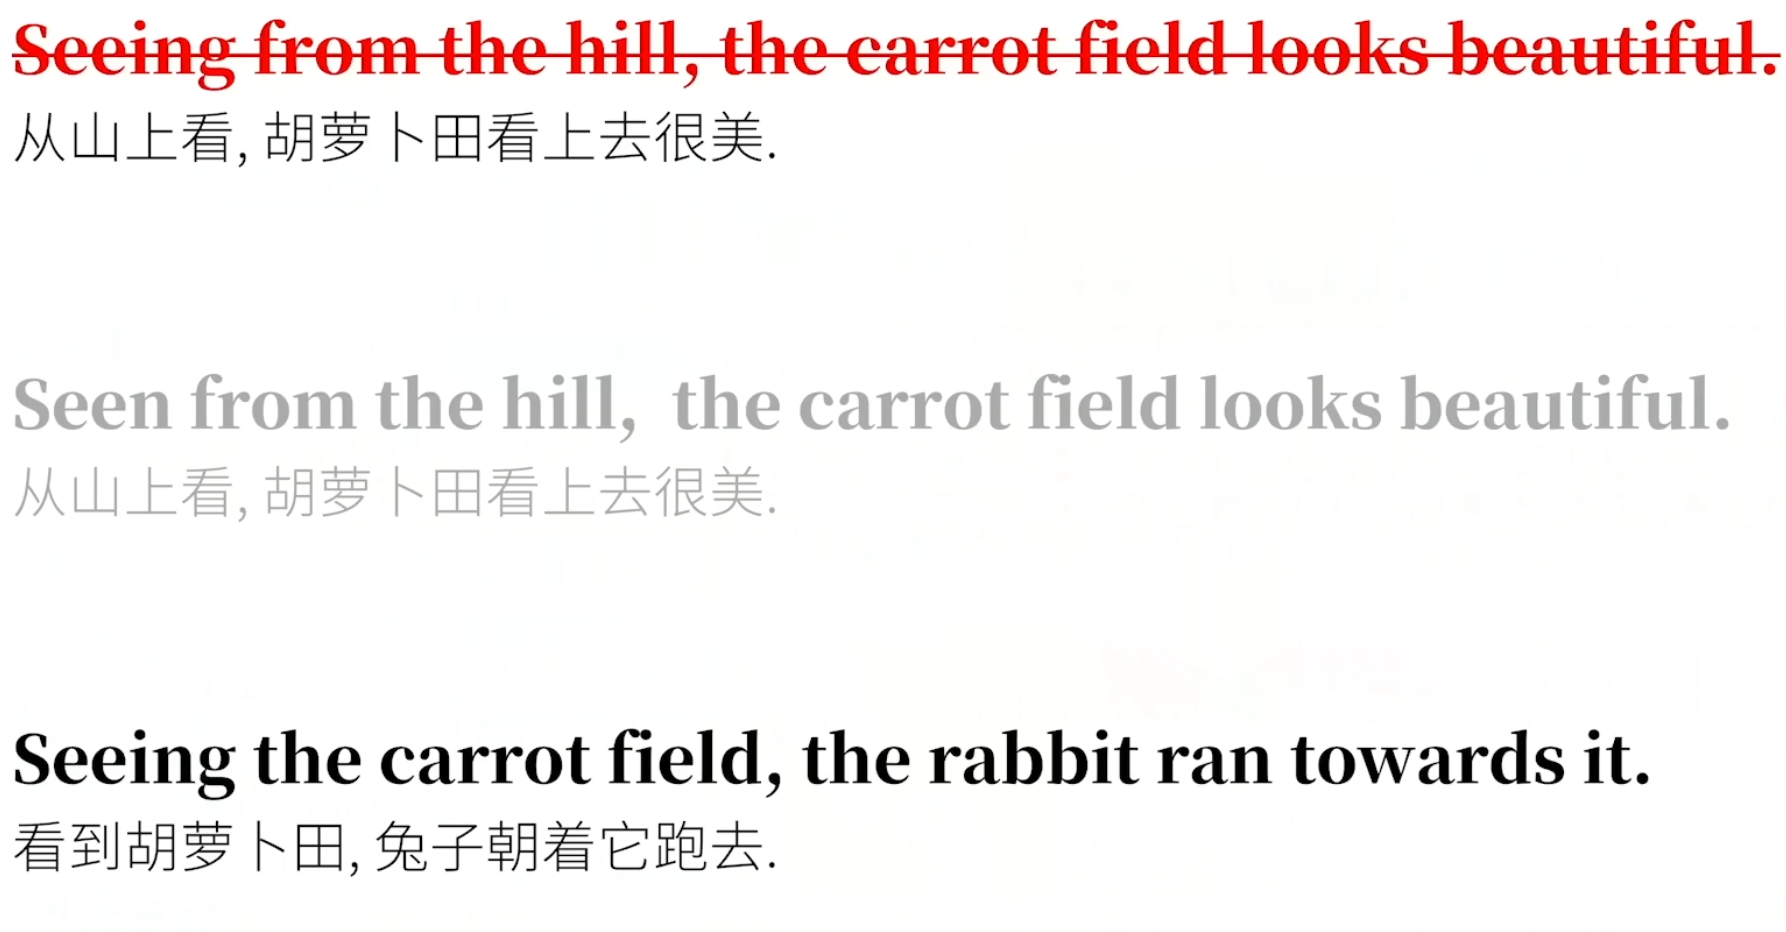 Seeing from the hill, the carrot field looks beautiful.
从山上看, 胡萝卜田看上去很美.
Seen from the hill, the carrot field looks beautiful.
从山上看, 胡萝卜田看上去很美.
Seeing the carrot field, the rabbit ran towards it.
看到胡萝卜田, 兔子朝着它跑去.